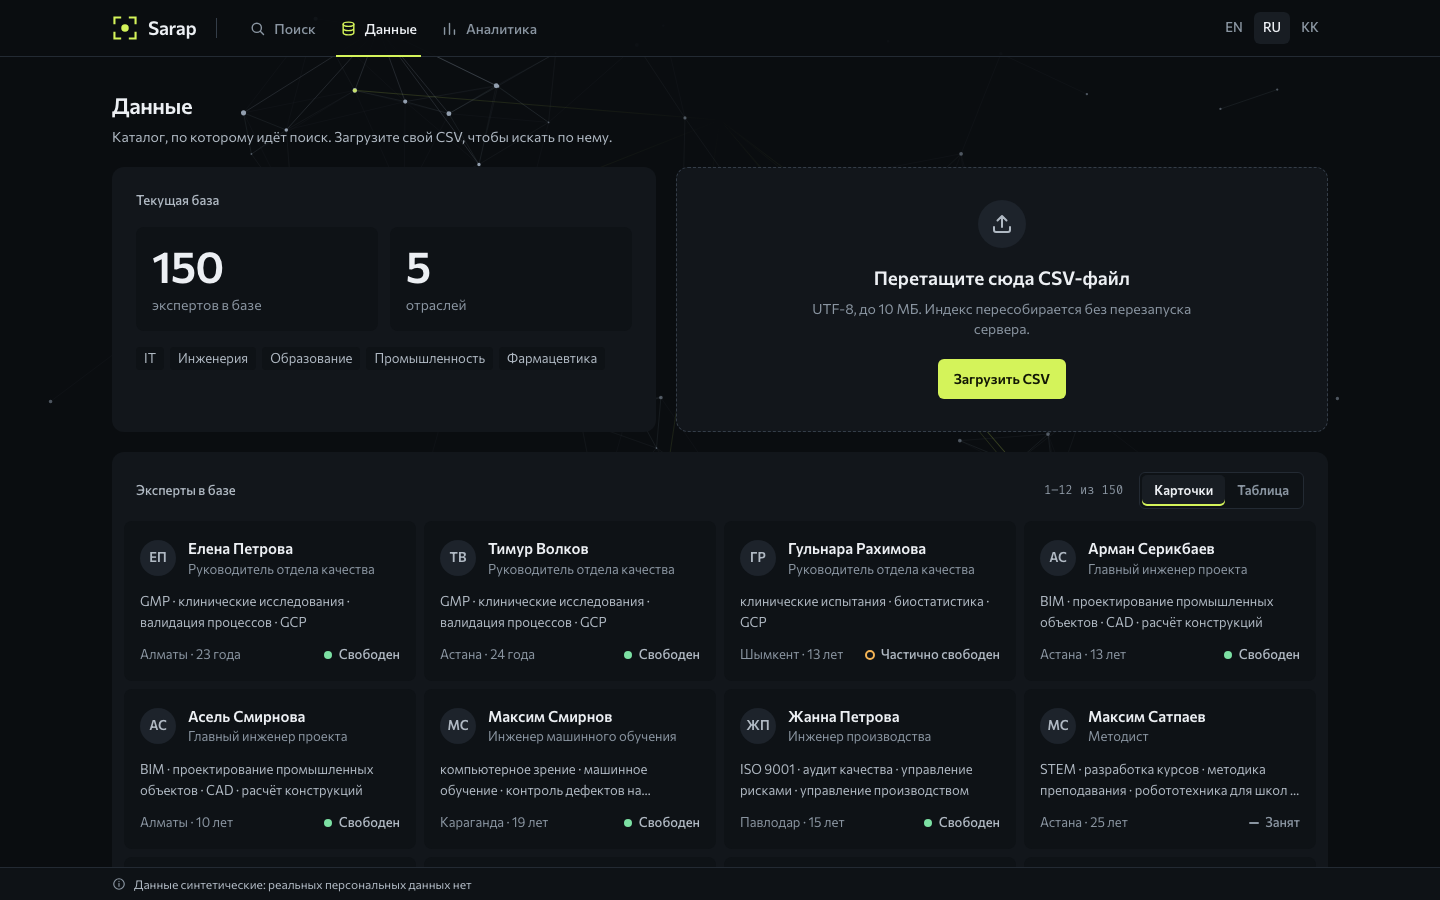 Sarap
Поиск
Данные
Аналитика
EN
RU
KK
Данные
Каталог, по которому идёт поиск. Загрузите свой CSV, чтобы искать по нему.
Текущая база
150
экспертов в базе
5
отраслей
IT
Инженерия
Образование
Промышленность
Фармацевтика
Перетащите сюда CSV-файл
UTF-8, до 10 МБ. Индекс пересобирается без перезапуска
сервера.
Загрузить CSV
Эксперты в базе
1–12 из 150
Карточки
Таблица
ЕП
Елена Петрова
Руководитель отдела качества
GMP · клинические исследования ·
валидация процессов · GCP
Алматы · 23 года
Свободен
ТВ
Тимур Волков
Руководитель отдела качества
GMP · клинические исследования ·
валидация процессов · GCP
Астана · 24 года
Свободен
ГР
Гульнара Рахимова
Руководитель отдела качества
клинические испытания · биостатистика ·
GCP
Шымкент · 13 лет
Частично свободен
АС
Арман Серикбаев
Главный инженер проекта
BIM · проектирование промышленных
объектов · CAD · расчёт конструкций
Астана · 13 лет
Свободен
АС
Асель Смирнова
Главный инженер проекта
BIM · проектирование промышленных
объектов · CAD · расчёт конструкций
Алматы · 10 лет
Свободен
МС
Максим Смирнов
Инженер машинного обучения
компьютерное зрение · машинное
обучение · контроль дефектов на...
Караганда · 19 лет
Свободен
ЖП
Жанна Петрова
Инженер производства
ISO 9001 · аудит качества · управление
рисками · управление производством
Павлодар · 15 лет
Свободен
МС
Максим Сатпаев
Методист
STEM · разработка курсов · методика
преподавания · робототехника для школ ...
Астана · 25 лет
Занят
Данные синтетические: реальных персональных данных нет